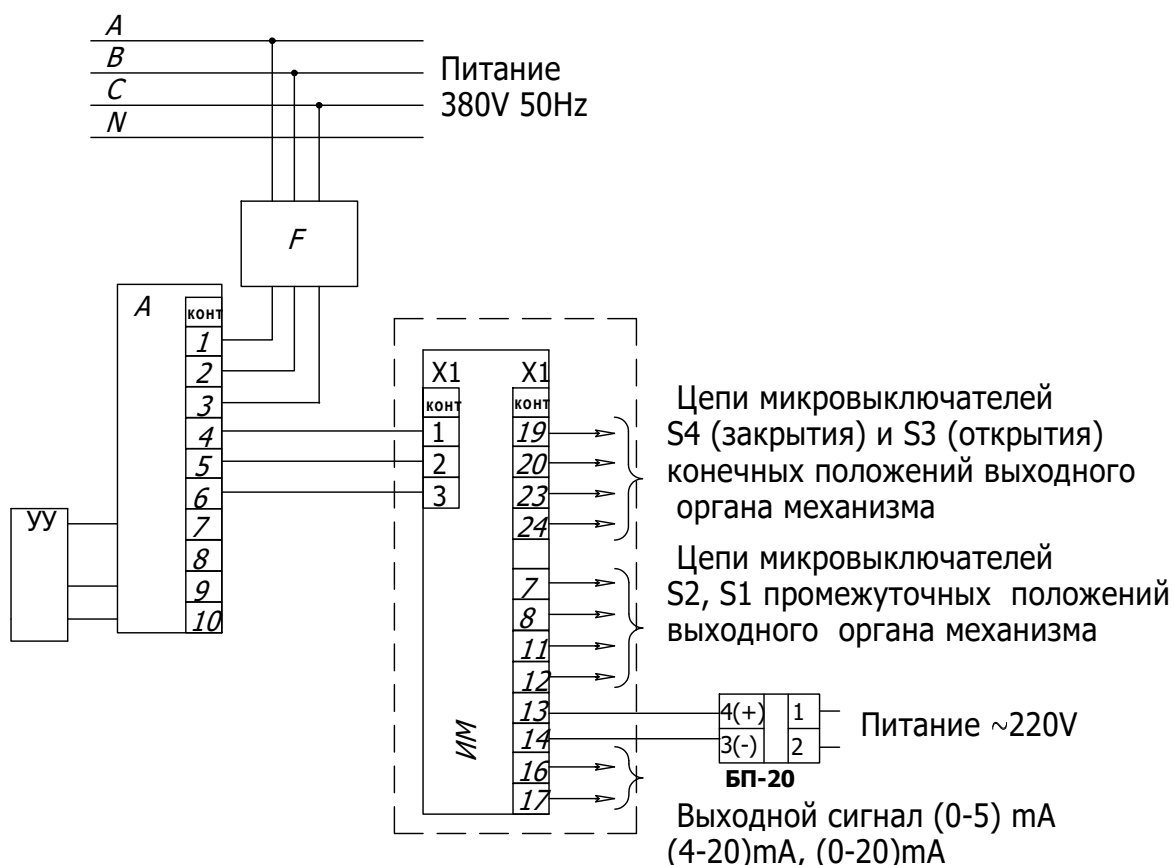 A
B
C
N
Питание
380V 50Hz
F
A
конт
1
2
3
4
5
6
7
8
9
10
УУ
X1
конт
1
2
3
X1
конт
19
20
23
24
7
8
11
12
13
14
16
17
ИМ
Цепи микровыключателей
S4 (закрытия) и S3 (открытия)
конечных положений выходного
органа механизма
Цепи микровыключателей
S2, S1 промежуточных положений
выходного органа механизма
4(+) 1
3(-) 2
БП-20
Питание ~220V
Выходной сигнал (0-5) mA
(4-20)mA, (0-20)mA